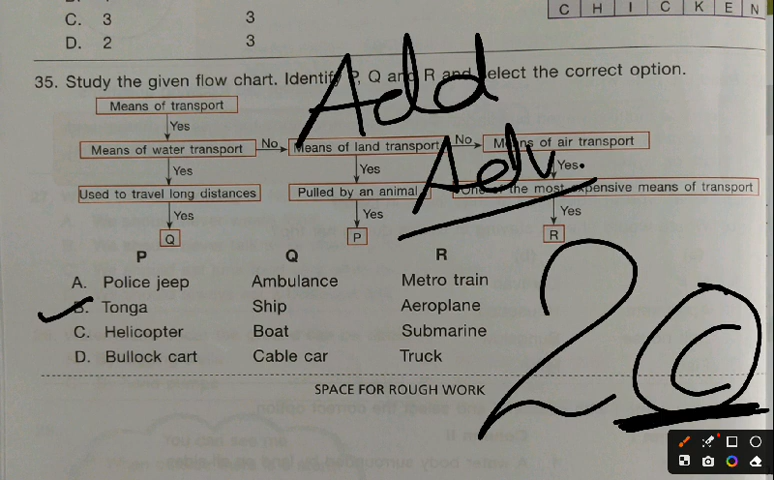 C. 3 3
D. 2 3
C H I C K E N
35. Study the given flow chart. Identify P, Q and R and select the correct option.
Add
Means of transport
Yes
Means of water transport No Means of land transport No Means of air transport
Adv
Yes Yes Yes
Used to travel long distances Pulled by an animal One of the most expensive means of transport
Yes Yes Yes
Q P R
P Q R
A. Police jeep Ambulance Metro train
B. Tonga Ship Aeroplane
C. Helicopter Boat Submarine
D. Bullock cart Cable car Truck
2 C
SPACE FOR ROUGH WORK